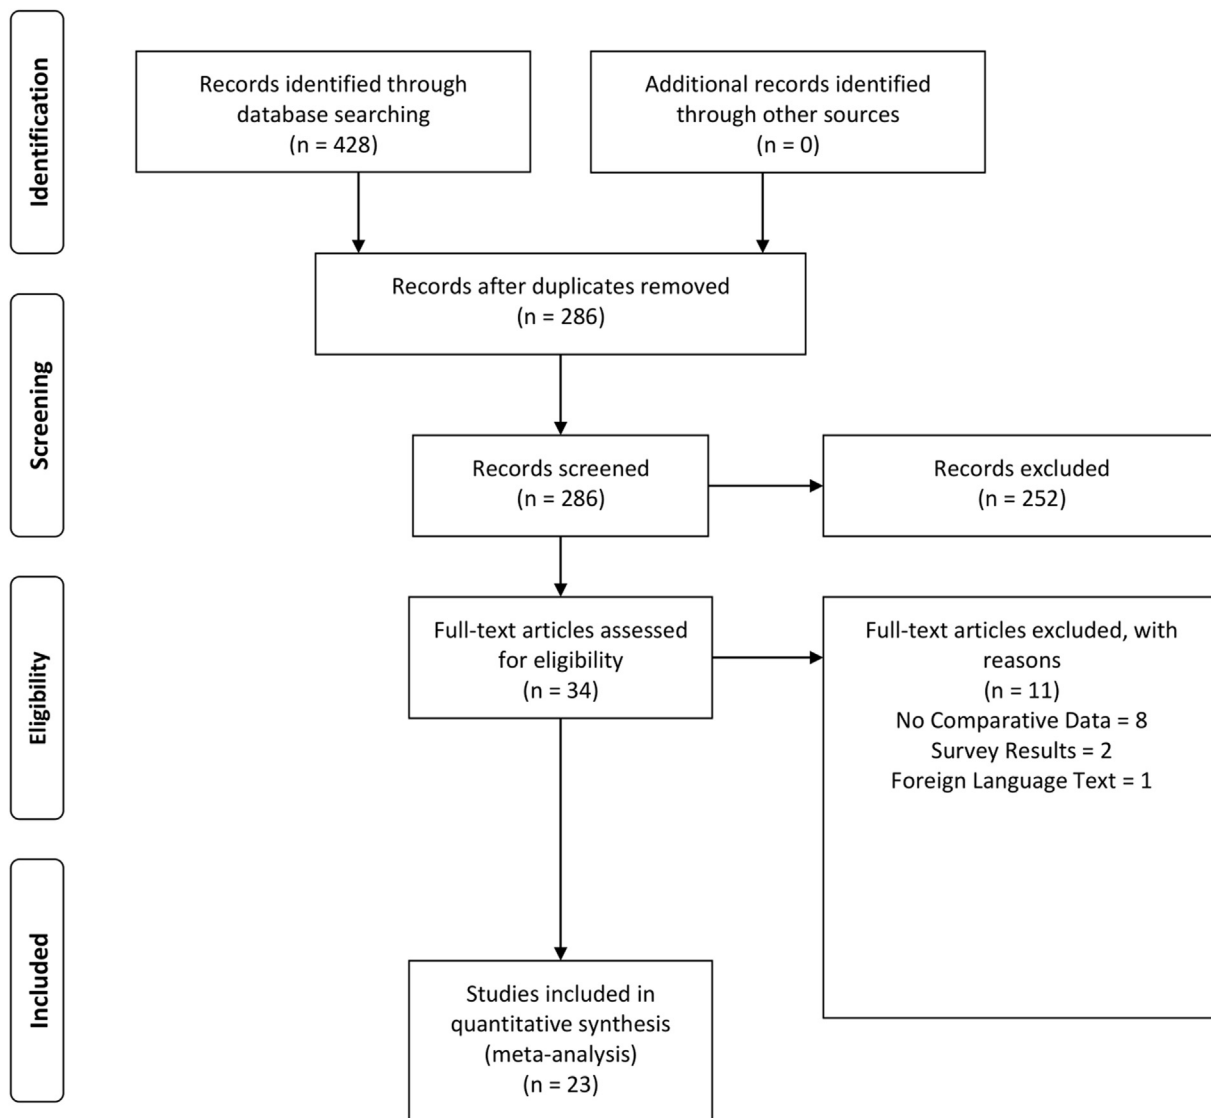 Identification
Records identified through
database searching
(n = 428)
Additional records identified
through other sources
(n = 0)
Records after duplicates removed
(n = 286)
Screening
Records screened
(n = 286)
Records excluded
(n = 252)
Eligibility
Full-text articles assessed
for eligibility
(n = 34)
Full-text articles excluded, with
reasons
(n = 11)
No Comparative Data = 8
Survey Results = 2
Foreign Language Text = 1
Included
Studies included in
quantitative synthesis
(meta-analysis)
(n = 23)